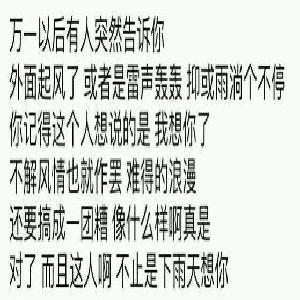 万一以后有人突然告诉你
外面起风了 或者是雷声轰轰 抑或雨淌个不停
你记得这个人想说的是 我想你了
不解风情也就作罢 难得的浪漫
还要搞成一团糟 像什么样啊真是
对了 而且这人啊 不止是下雨天想你